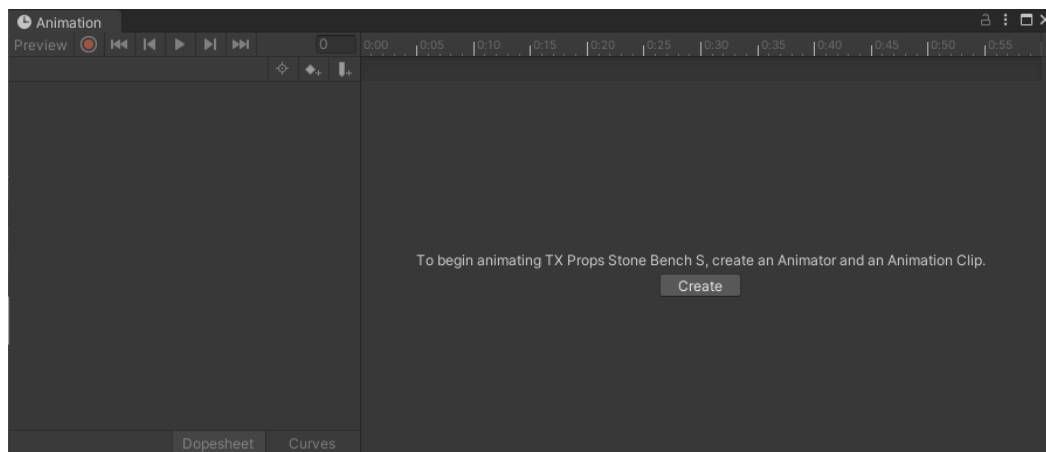 Animation
Preview 0 0:00 0:05 0:10 0:15 0:20 0:25 0:30 0:35 0:40 0:45 0:50 0:55
To begin animating TX Props Stone Bench S, create an Animator and an Animation Clip.
Create
Dopesheet Curves